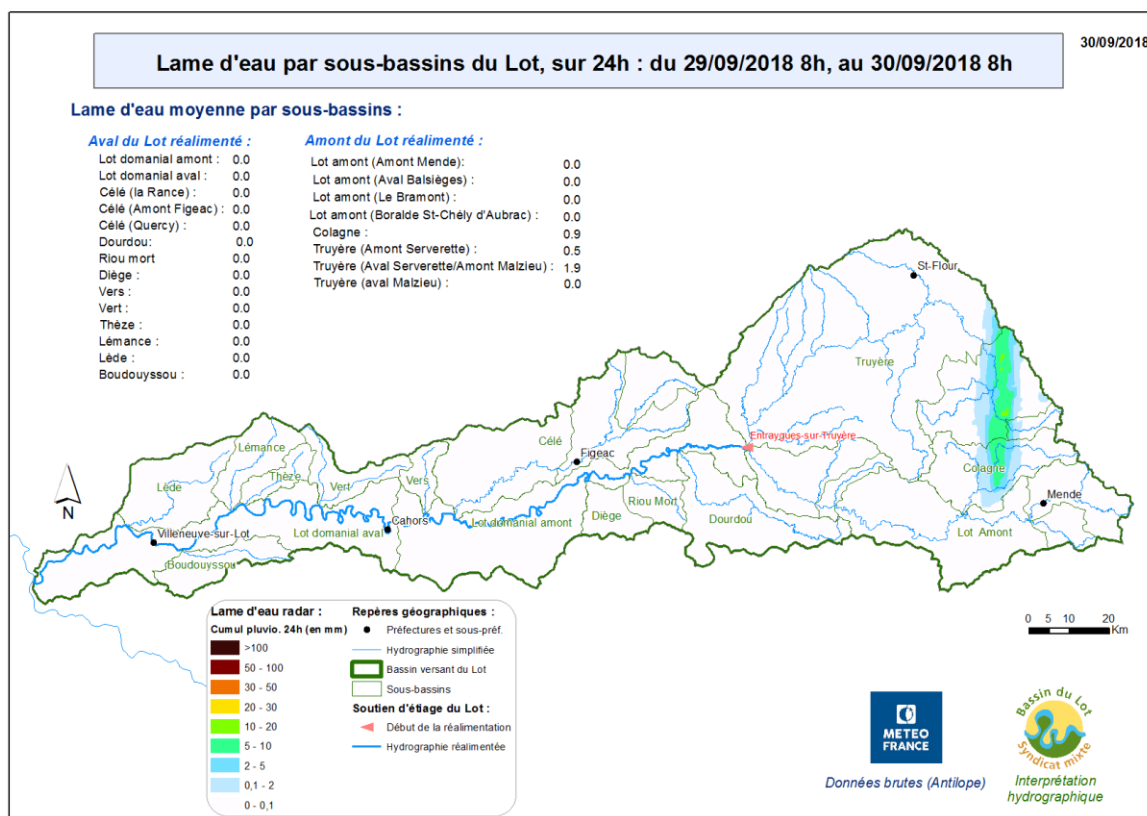 30/09/2018
Lame d'eau par sous-bassins du Lot, sur 24h : du 29/09/2018 8h, au 30/09/2018 8h
Lame d'eau moyenne par sous-bassins :
Aval du Lot réalimenté :
Lot domanial amont : 0.0
Lot domanial aval : 0.0
Célé (la Rance) : 0.0
Célé (Amont Figeac) : 0.0
Célé (Quercy) : 0.0
Dourdou: 0.0
Riou mort 0.0
Diège : 0.0
Vers : 0.0
Vert : 0.0
Thèze : 0.0
Lémance : 0.0
Lède : 0.0
Boudouyssou : 0.0
Amont du Lot réalimenté :
Lot amont (Amont Mende): 0.0
Lot amont (Aval Balsièges) : 0.0
Lot amont (Le Bramont) : 0.0
Lot amont (Boralde St-Chély d'Aubrac) : 0.0
Colagne : 0.9
Truyère (Amont Serverette) : 0.5
Truyère (Aval Serverette/Amont Malzieu) : 1.9
Truyère (aval Malzieu) : 0.0
St-Flour
Truyère
Entraygues-sur-Truyère
Célé
Figeac
Lémance
Thèze
Vert
Vers
Lède
Colagne
Mende
Riou Mort
Diège
Dourdou
Lot Amont
Lot domanial amont
Cahors
Lot domanial aval
Villeneuve-sur-Lot
Boudouyssou
N
Lame d'eau radar :
Cumul pluvio. 24h (en mm)
>100
50 - 100
30 - 50
20 - 30
10 - 20
5 - 10
2 - 5
0,1 - 2
0 - 0,1
Repères géographiques :
Préfectures et sous-préf.
Hydrographie simplifiée
Bassin versant du Lot
Sous-bassins
Soutien d'étiage du Lot :
Début de la réalimentation
Hydrographie réalimentée
0 5 10 20
Km
METEO
FRANCE
Données brutes (Antilope)
Bassin du Lot
Syndicat mixte
Interprétation
hydrographique